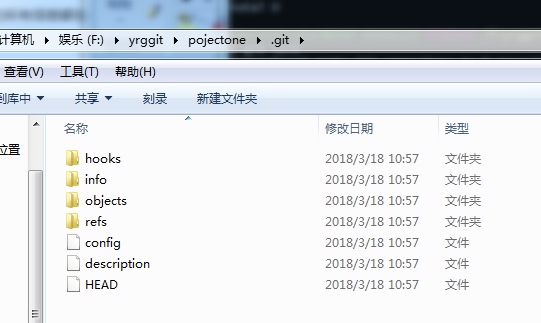 计算机 娱乐 (F:) yrggit pojectone .git
查看(V) 工具(T) 帮助(H)
到库中 共享 刻录 新建文件夹
名称 修改日期 类型
位置
hooks 2018/3/18 10:57 文件夹
info 2018/3/18 10:57 文件夹
objects 2018/3/18 10:57 文件夹
refs 2018/3/18 10:57 文件夹
config 2018/3/18 10:57 文件
description 2018/3/18 10:57 文件
HEAD 2018/3/18 10:57 文件